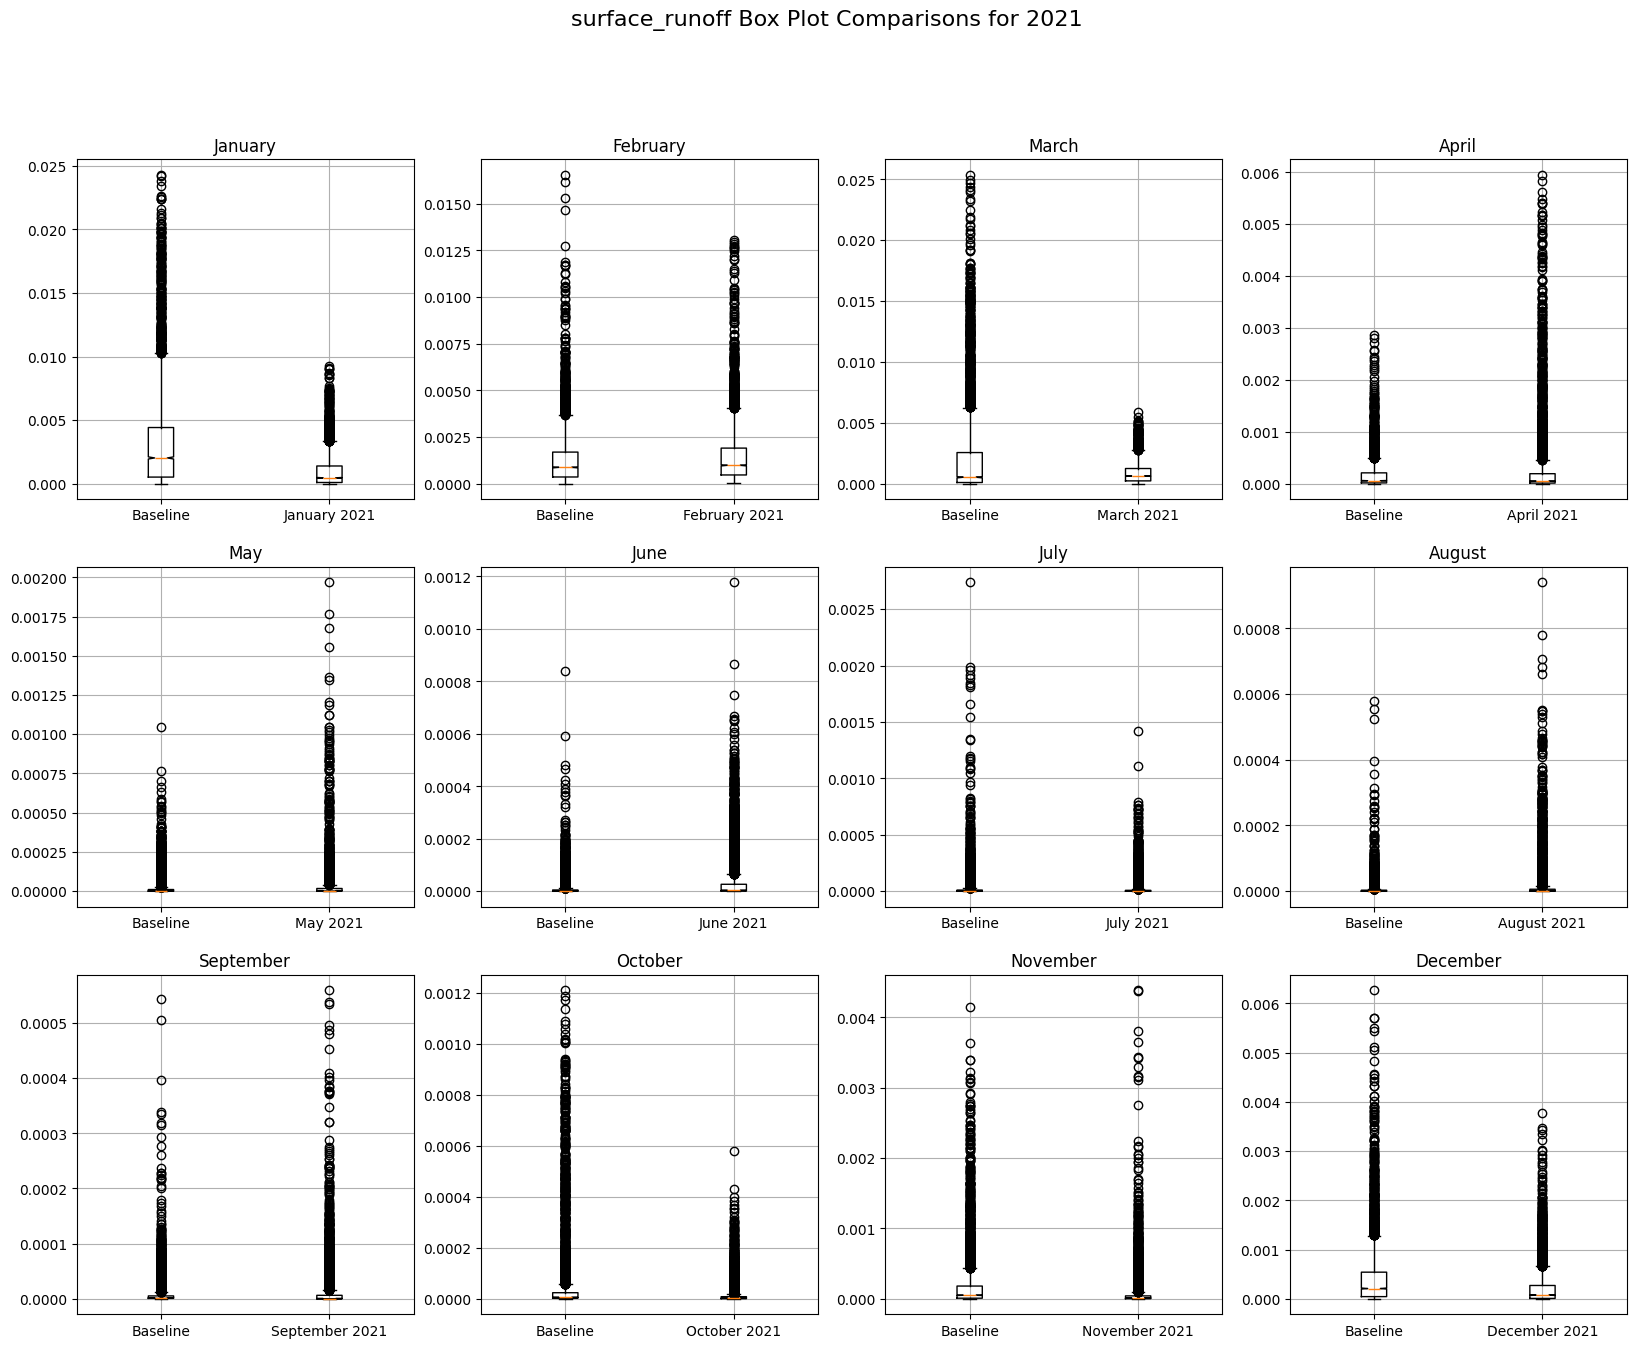 surface_runoff Box Plot Comparisons for 2021
January
0.025
0.020
0.015
0.010
0.005
0.000
Baseline
January 2021
February
0.0150
0.0125
0.0100
0.0075
0.0050
0.0025
0.0000
Baseline
February 2021
March
0.025
0.020
0.015
0.010
0.005
0.000
Baseline
March 2021
April
0.006
0.005
0.004
0.003
0.002
0.001
0.000
Baseline
April 2021
May
0.00200
0.00175
0.00150
0.00125
0.00100
0.00075
0.00050
0.00025
0.00000
Baseline
May 2021
June
0.0012
0.0010
0.0008
0.0006
0.0004
0.0002
0.0000
Baseline
June 2021
July
0.0025
0.0020
0.0015
0.0010
0.0005
0.0000
Baseline
July 2021
August
0.0008
0.0006
0.0004
0.0002
0.0000
Baseline
August 2021
September
0.0005
0.0004
0.0003
0.0002
0.0001
0.0000
Baseline
September 2021
October
0.0012
0.0010
0.0008
0.0006
0.0004
0.0002
0.0000
Baseline
October 2021
November
0.004
0.003
0.002
0.001
0.000
Baseline
November 2021
December
0.006
0.005
0.004
0.003
0.002
0.001
0.000
Baseline
December 2021